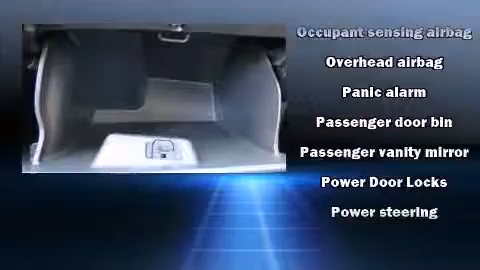 Occupant sensing airbag
Overhead airbag
Panic alarm
Passenger door bin
Passenger vanity mirror
Power Door Locks
Power steering